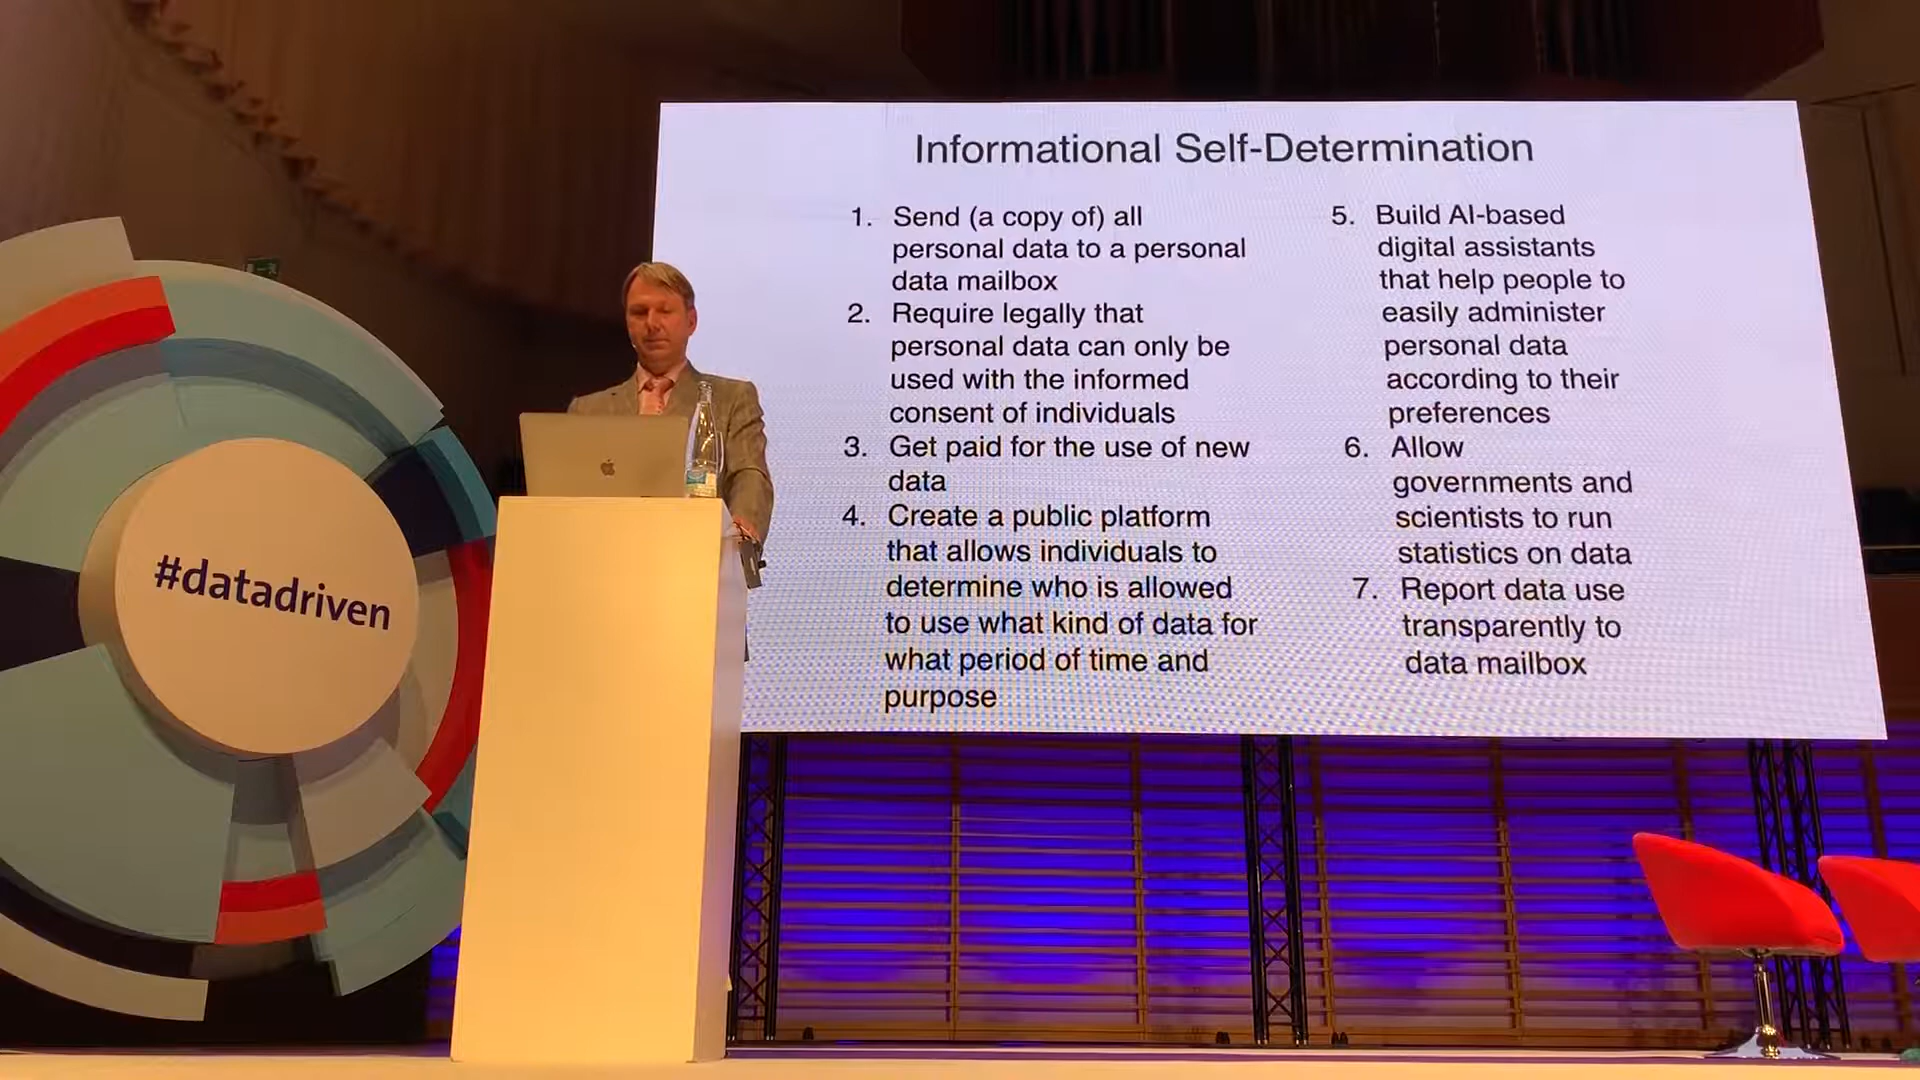 Informational Self-Determination
1. Send (a copy of) all
personal data to a personal
data mailbox
2. Require legally that
personal data can only be
used with the informed
consent of individuals
3. Get paid for the use of new
data
4. Create a public platform
that allows individuals to
determine who is allowed
to use what kind of data for
what period of time and
purpose
5. Build AI-based
digital assistants
that help people to
easily administer
personal data
according to their
preferences
6. Allow
governments and
scientists to run
statistics on data
7. Report data use
transparently to
data mailbox
#datadriven